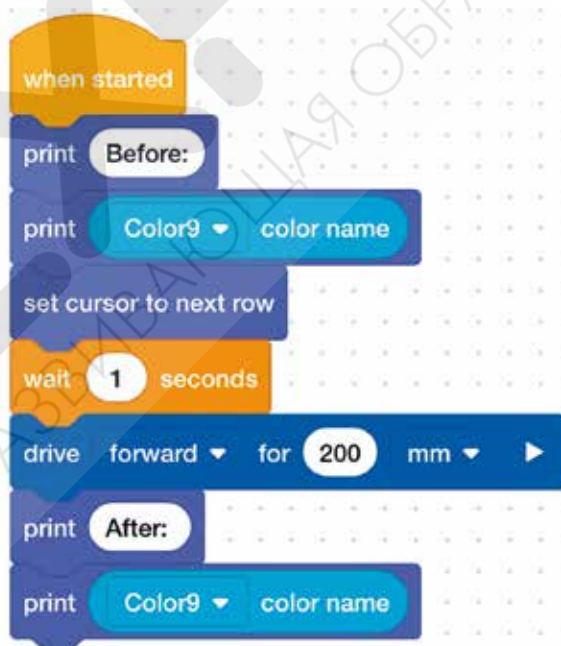 when started
print Before:
print Color9 color name
set cursor to next row
wait 1 seconds
drive forward for 200 mm
print After:
print Color9 color name